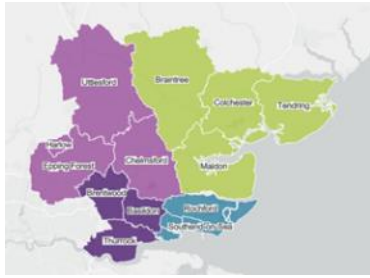 Uttlesford
Braintree
Colchester
Tendring
Harlow
Epping Forest
Chelmsford
Maldon
Brentwood
Basildon
Rochford
Southend-on-Sea
Thurrock